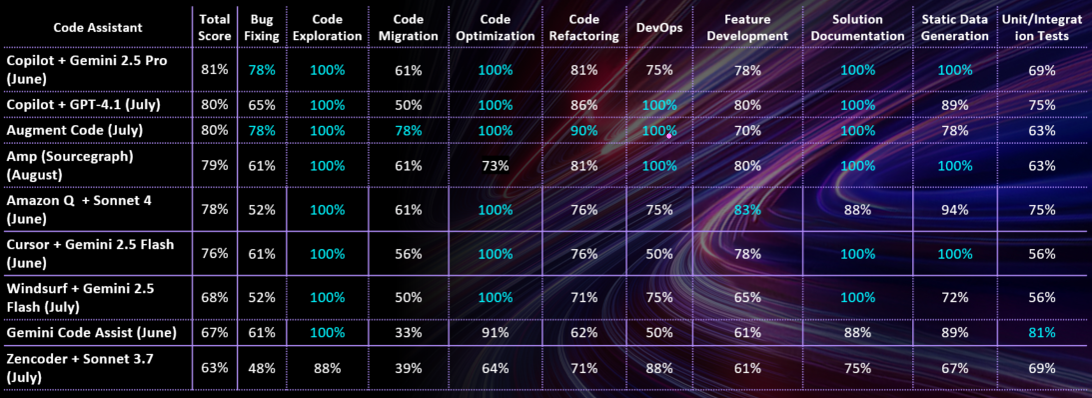 Code Assistant Total Score Bug Fixing Code Exploration Code Migration Code Optimization Code Refactoring DevOps Feature Development Solution Documentation Static Data Generation Unit/Integration Tests
Copilot + Gemini 2.5 Pro (June) 81% 78% 100% 61% 100% 81% 75% 78% 100% 100% 69%
Copilot + GPT-4.1 (July) 80% 65% 100% 50% 100% 86% 100% 80% 100% 89% 75%
Augment Code (July) 80% 78% 100% 78% 100% 90% 100% 70% 100% 78% 63%
Amp (Sourcegraph) (August) 79% 61% 100% 61% 73% 81% 100% 80% 100% 100% 63%
Amazon Q + Sonnet 4 (June) 78% 52% 100% 61% 100% 76% 75% 83% 88% 94% 75%
Cursor + Gemini 2.5 Flash (June) 76% 61% 100% 56% 100% 76% 50% 78% 100% 100% 56%
Windsurf + Gemini 2.5 Flash (July) 68% 52% 100% 50% 100% 71% 75% 65% 100% 72% 56%
Gemini Code Assist (June) 67% 61% 100% 33% 91% 62% 50% 61% 88% 89% 81%
Zencoder + Sonnet 3.7 (July) 63% 48% 88% 39% 64% 71% 88% 61% 75% 67% 69%